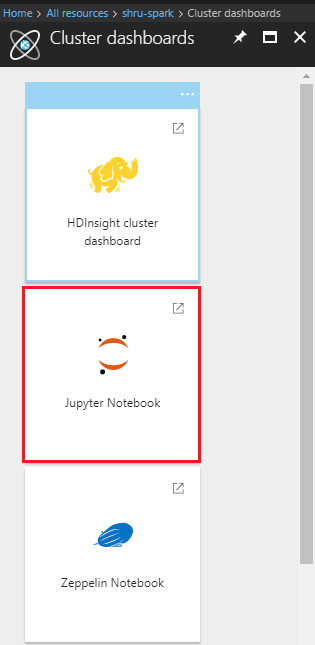 Home > All resources > shru-spark > Cluster dashboards
Cluster dashboards
HDInsight cluster
dashboard
Jupyter Notebook
Zeppelin Notebook